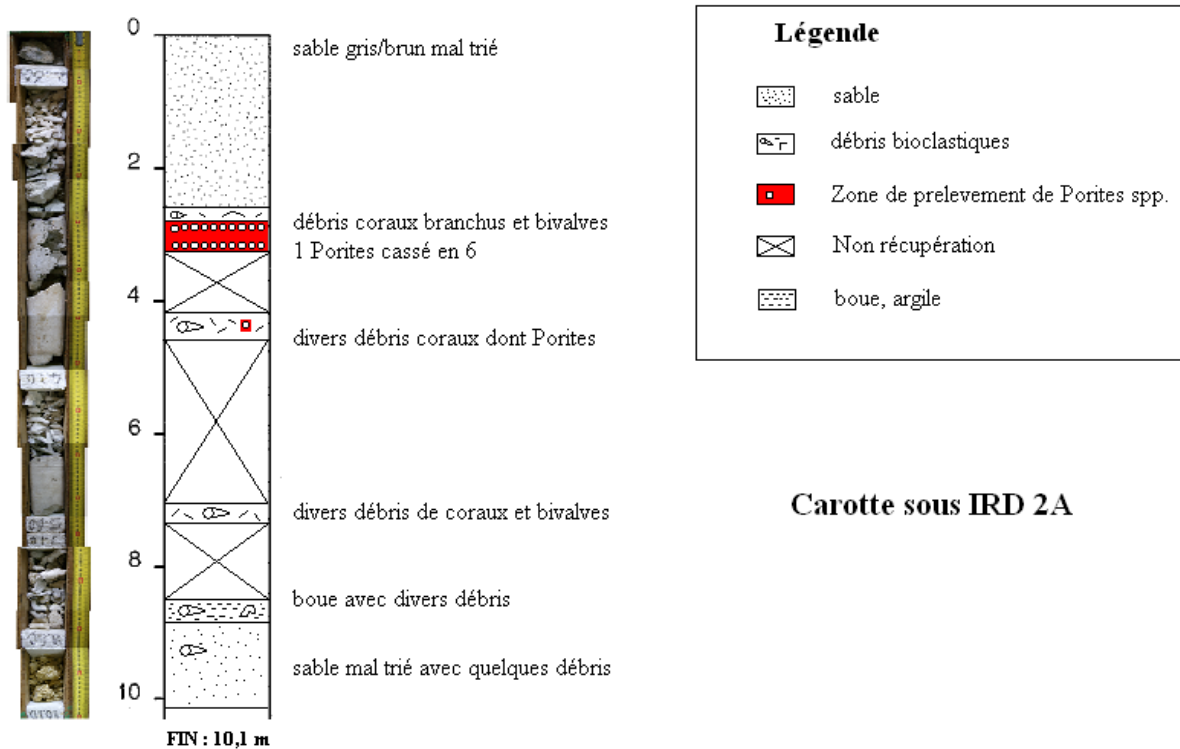 0
sable gris/brun mal trié
2
débris coraux branchus et bivalves
1 Porites cassé en 6
4
divers débris coraux dont Porites
6
divers débris de coraux et bivalves
8
boue avec divers débris
sable mal trié avec quelques débris
10
FIN : 10,1 m
Légende
sable
débris bioclastiques
Zone de prelevement de Porites spp.
Non récupération
boue, argile
Carotte sous IRD 2A